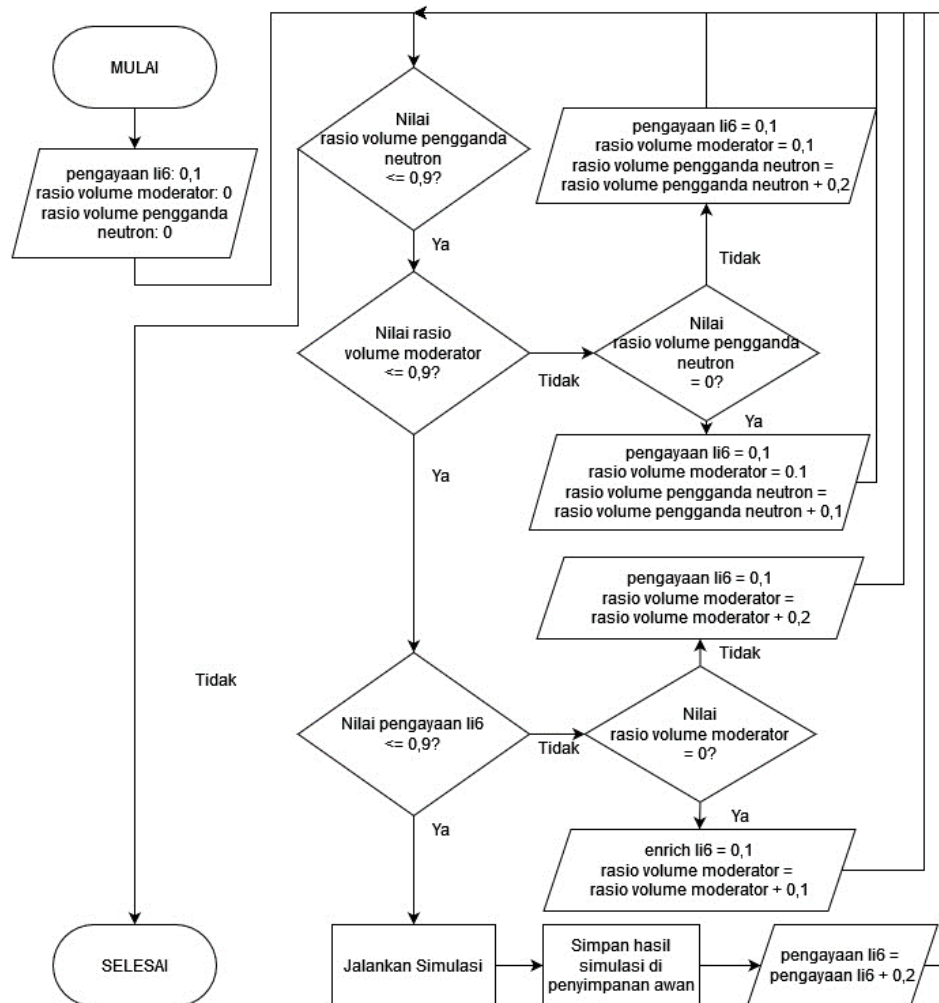 MULAI
pengayaan li6: 0,1
rasio volume moderator: 0
rasio volume pengganda
neutron: 0
Nilai
rasio volume pengganda
neutron
<= 0,9?
Ya
Tidak
Nilai rasio
volume moderator
<= 0,9?
Tidak
Ya
Nilai
rasio volume pengganda
neutron
= 0?
Tidak
pengayaan li6 = 0,1
rasio volume moderator = 0,1
rasio volume pengganda neutron =
rasio volume pengganda neutron + 0,2
Ya
pengayaan li6 = 0,1
rasio volume moderator = 0.1
rasio volume pengganda neutron =
rasio volume pengganda neutron + 0,1
Nilai pengayaan li6
<= 0,9?
Tidak
Ya
Nilai
rasio volume moderator
= 0?
Tidak
pengayaan li6 = 0,1
rasio volume moderator =
rasio volume moderator + 0,2
Ya
enrich li6 = 0,1
rasio volume moderator =
rasio volume moderator + 0,1
Jalankan Simulasi
Simpan hasil
simulasi di
penyimpanan awan
pengayaan li6 =
pengayaan li6 + 0,2
SELESAI